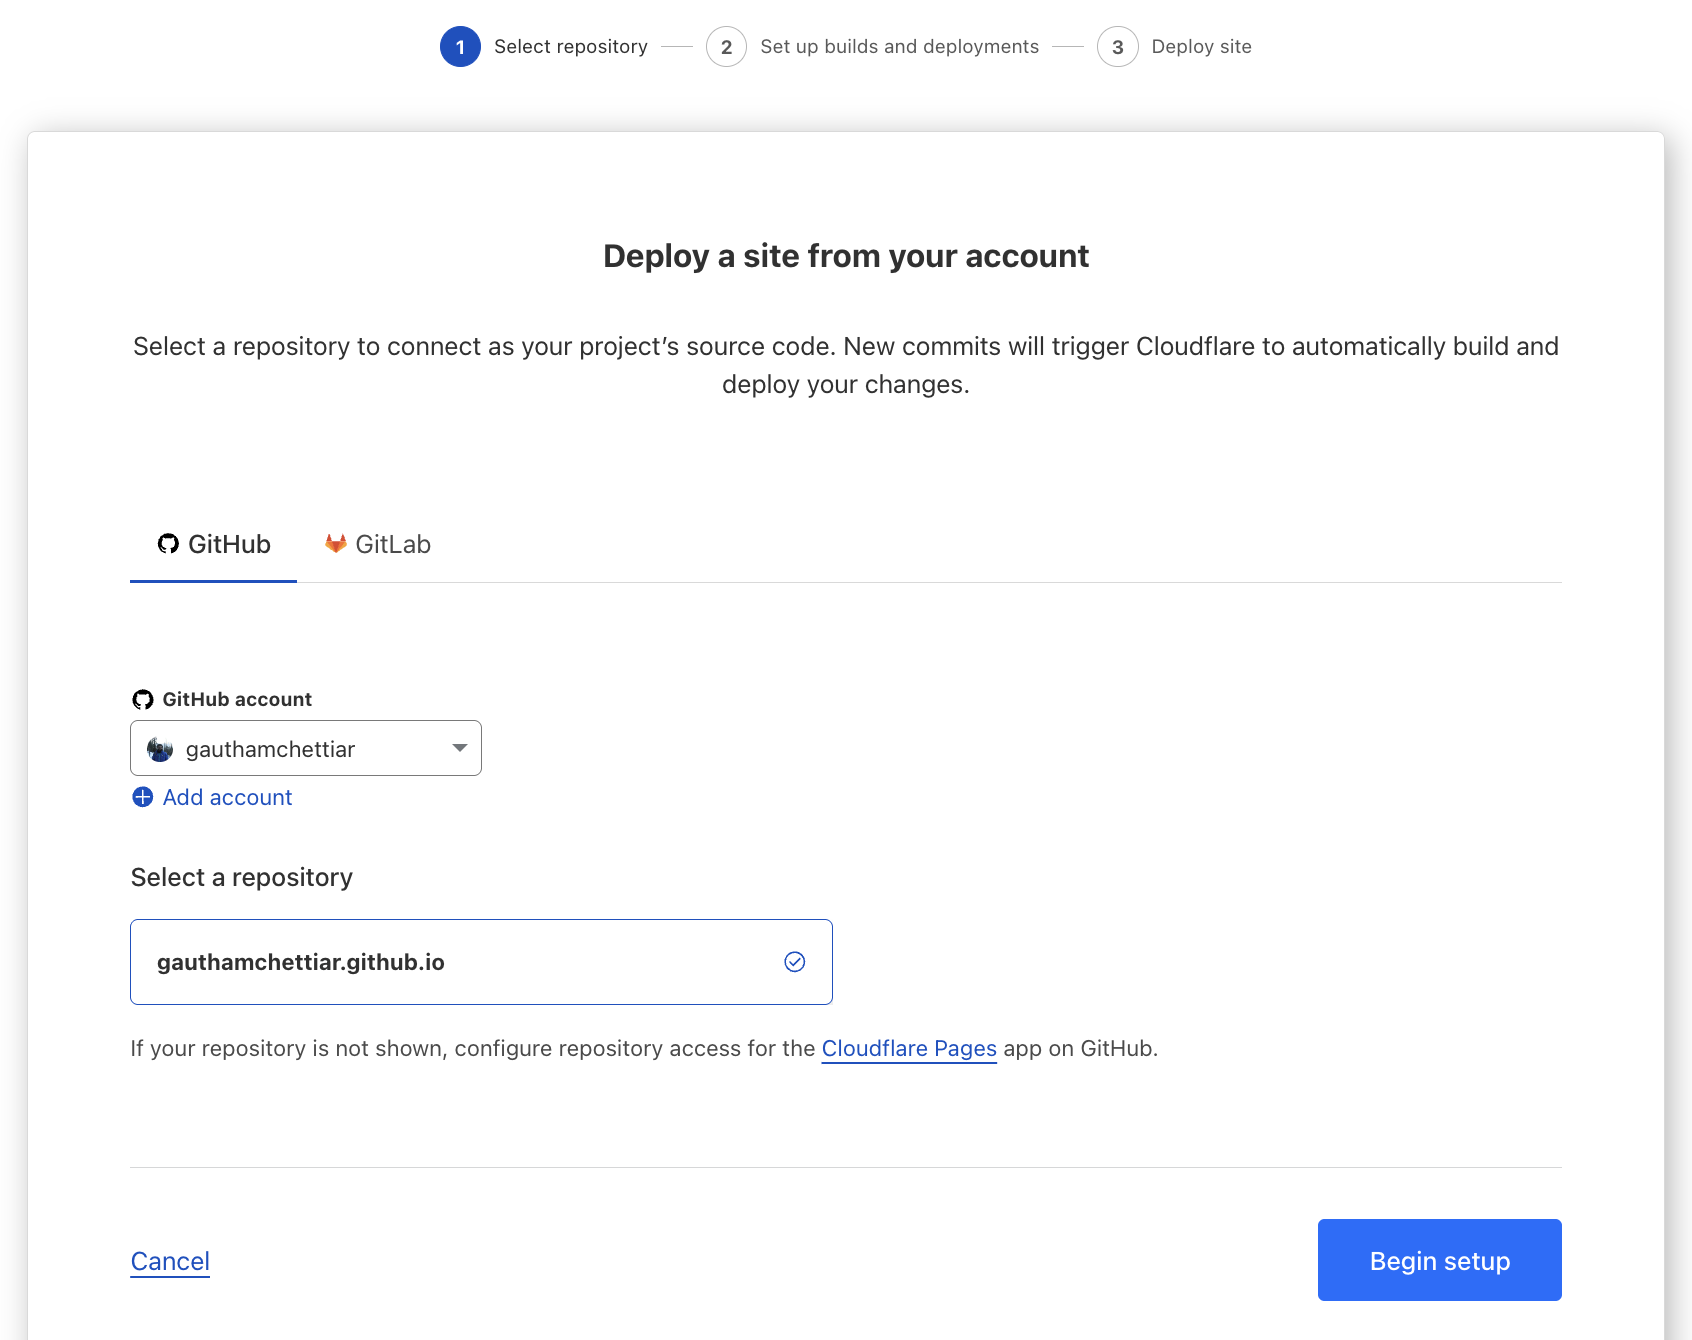 1 Select repository 2 Set up builds and deployments 3 Deploy site
Deploy a site from your account
Select a repository to connect as your project’s source code. New commits will trigger Cloudflare to automatically build and
deploy your changes.
GitHub GitLab
GitHub account
gauthamchettiar
Add account
Select a repository
gauthamchettiar.github.io
If your repository is not shown, configure repository access for the Cloudflare Pages app on GitHub.
Cancel Begin setup